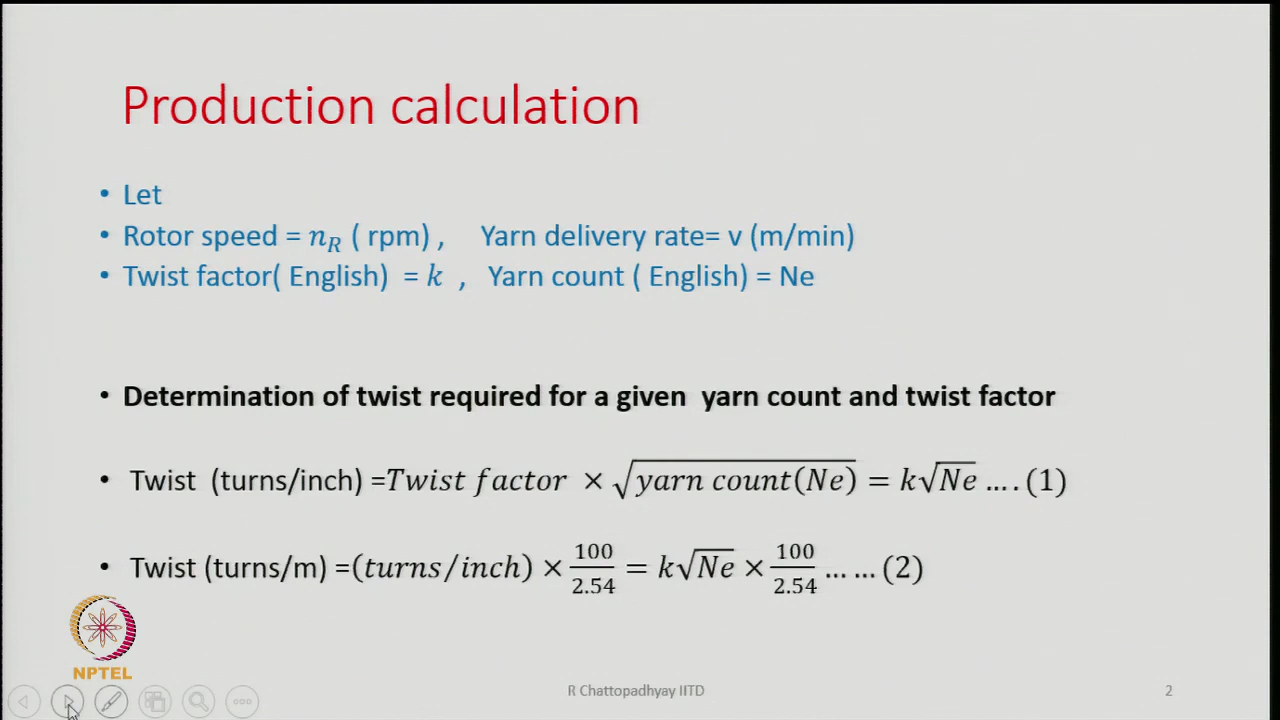 Production calculation
• Let
• Rotor speed = n_R ( rpm) , Yarn delivery rate= v (m/min)
• Twist factor( English) = k , Yarn count ( English) = Ne
• Determination of twist required for a given yarn count and twist factor
• Twist (turns/inch) =Twist factor × √yarn count(Ne) = k√Ne … . (1)
• Twist (turns/m) =(turns/inch) × 100/2.54 = k√Ne × 100/2.54 … … (2)
NPTEL
R Chattopadhyay IITD
2